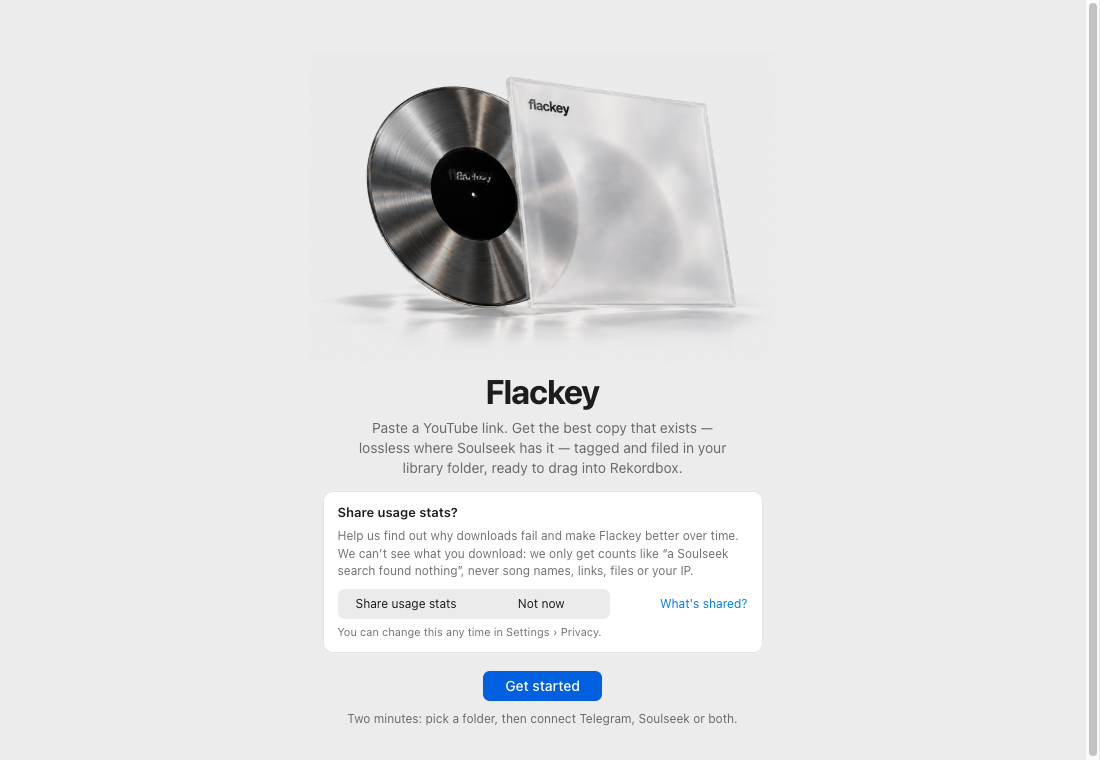 flackey
Flackey
Paste a YouTube link. Get the best copy that exists —
lossless where Soulseek has it — tagged and filed in your
library folder, ready to drag into Rekordbox.
Share usage stats?
Help us find out why downloads fail and make Flackey better over time.
We can't see what you download: we only get counts like “a Soulseek
search found nothing”, never song names, links, files or your IP.
Share usage stats
Not now
What's shared?
You can change this any time in Settings › Privacy.
Get started
Two minutes: pick a folder, then connect Telegram, Soulseek or both.